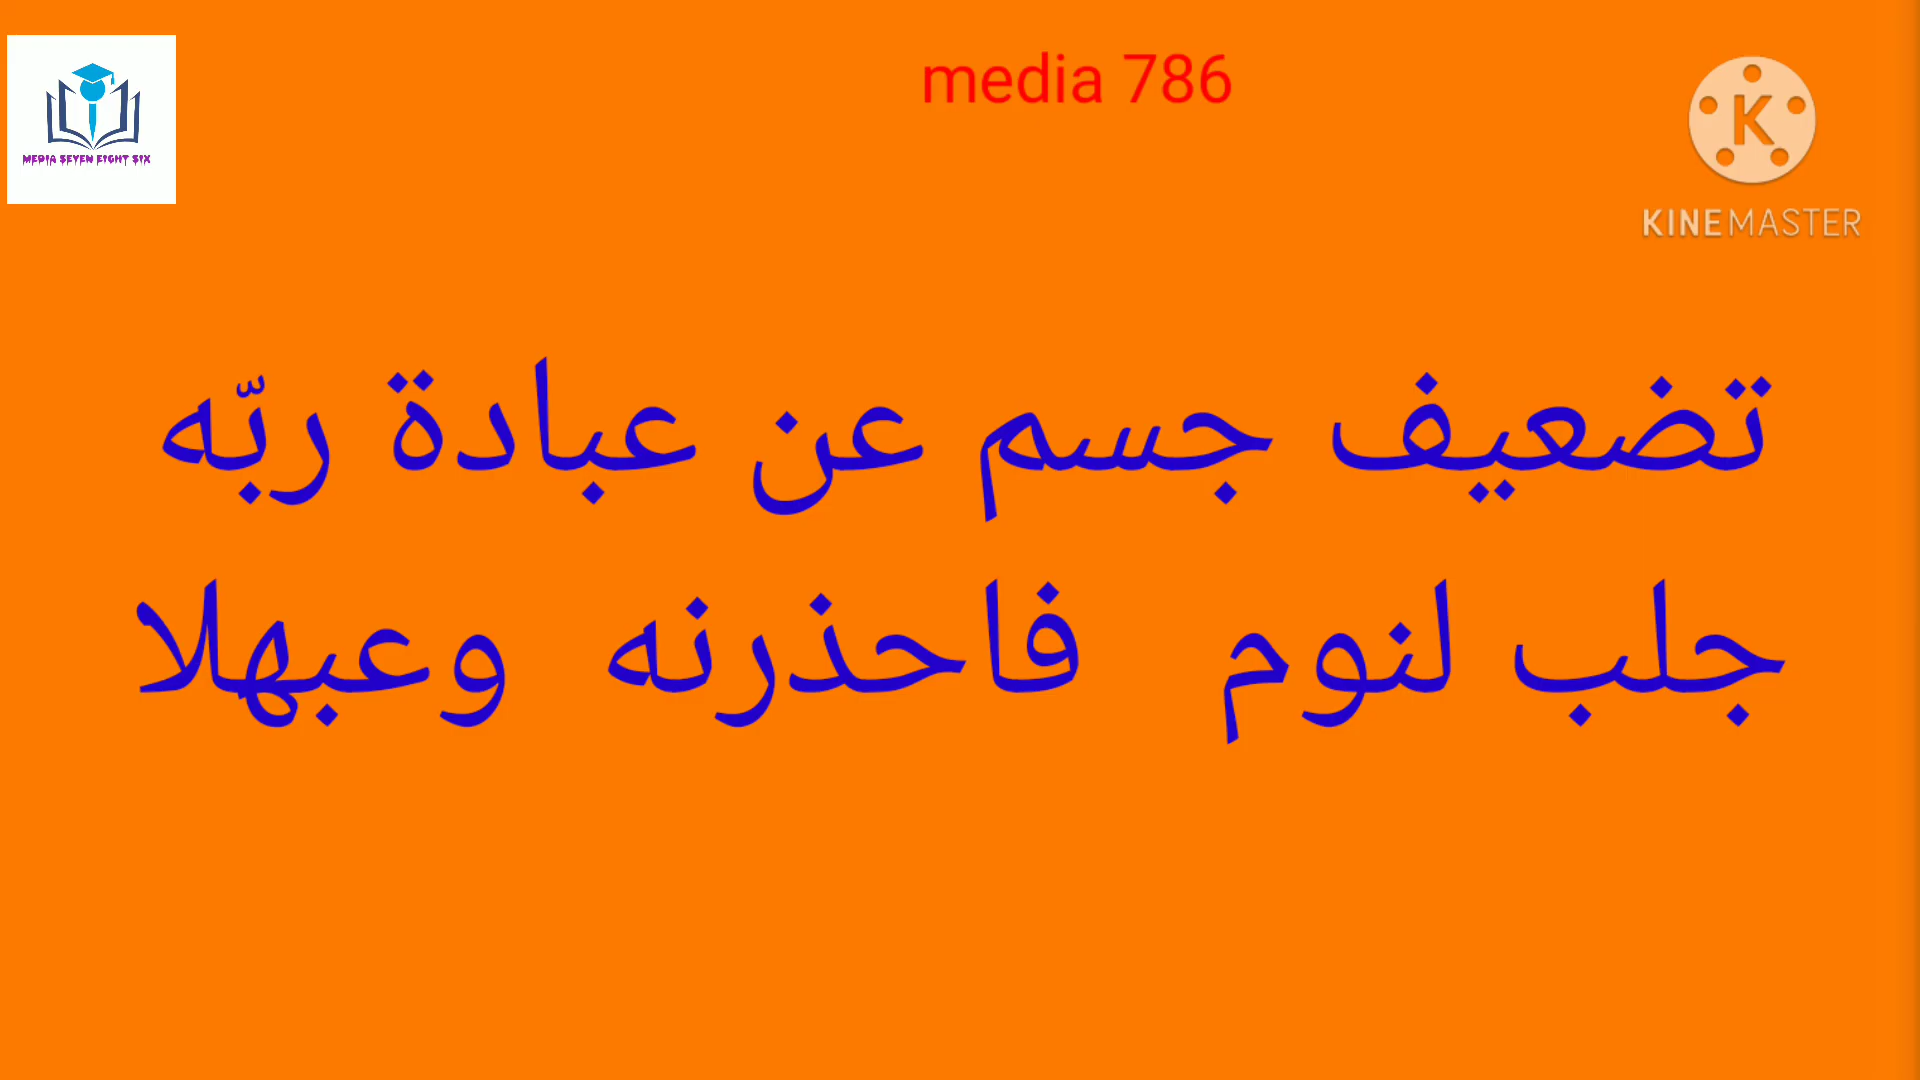 media 786
MEDIA SEVEN EIGHT SIX
KINEMASTER
تضعيف جسم عن عبادة ربّه
جلب لنوم فاحذرنه وعبهلا